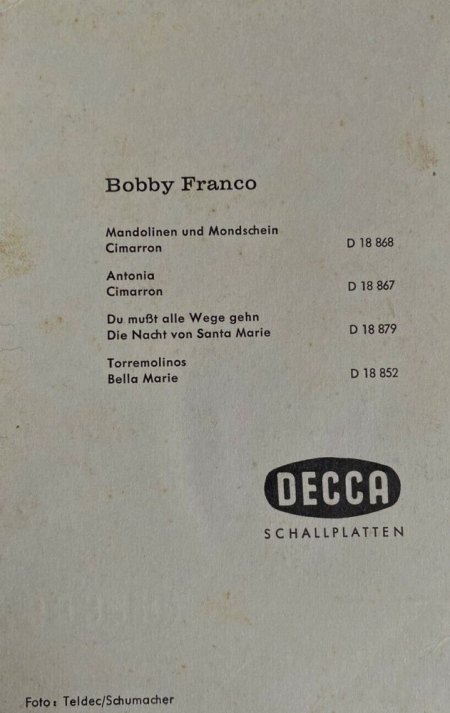 Bobby Franco
Mandolinen und Mondschein
Cimarron D 18 868
Antonia
Cimarron D 18 867
Du mußt alle Wege gehn
Die Nacht von Santa Marie D 18 879
Torremolinos
Bella Marie D 18 852
DECCA
SCHALLPLATTEN
Foto: Teldec/Schumacher